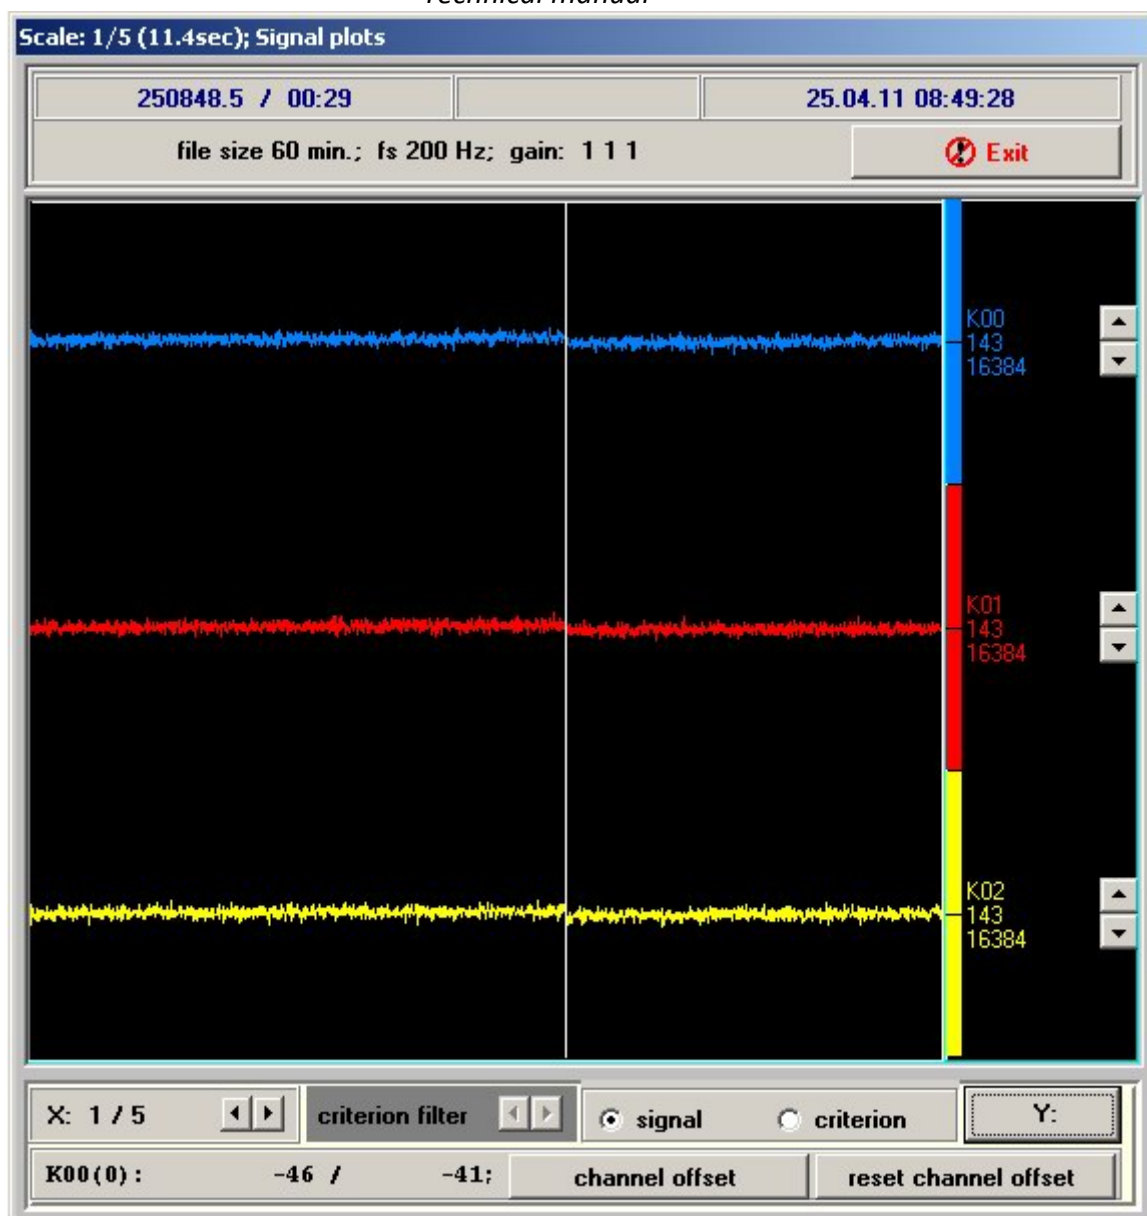 Technical manual
Scale: 1/5 (11.4sec); Signal plots
250848.5 / 00:29
25.04.11 08:49:28
file size 60 min.; fs 200 Hz; gain: 1 1 1
Exit
K00
143
16384
K01
143
16384
K02
143
16384
X: 1 / 5
criterion filter
signal
criterion
Y:
K00(0): -46 / -41;
channel offset
reset channel offset